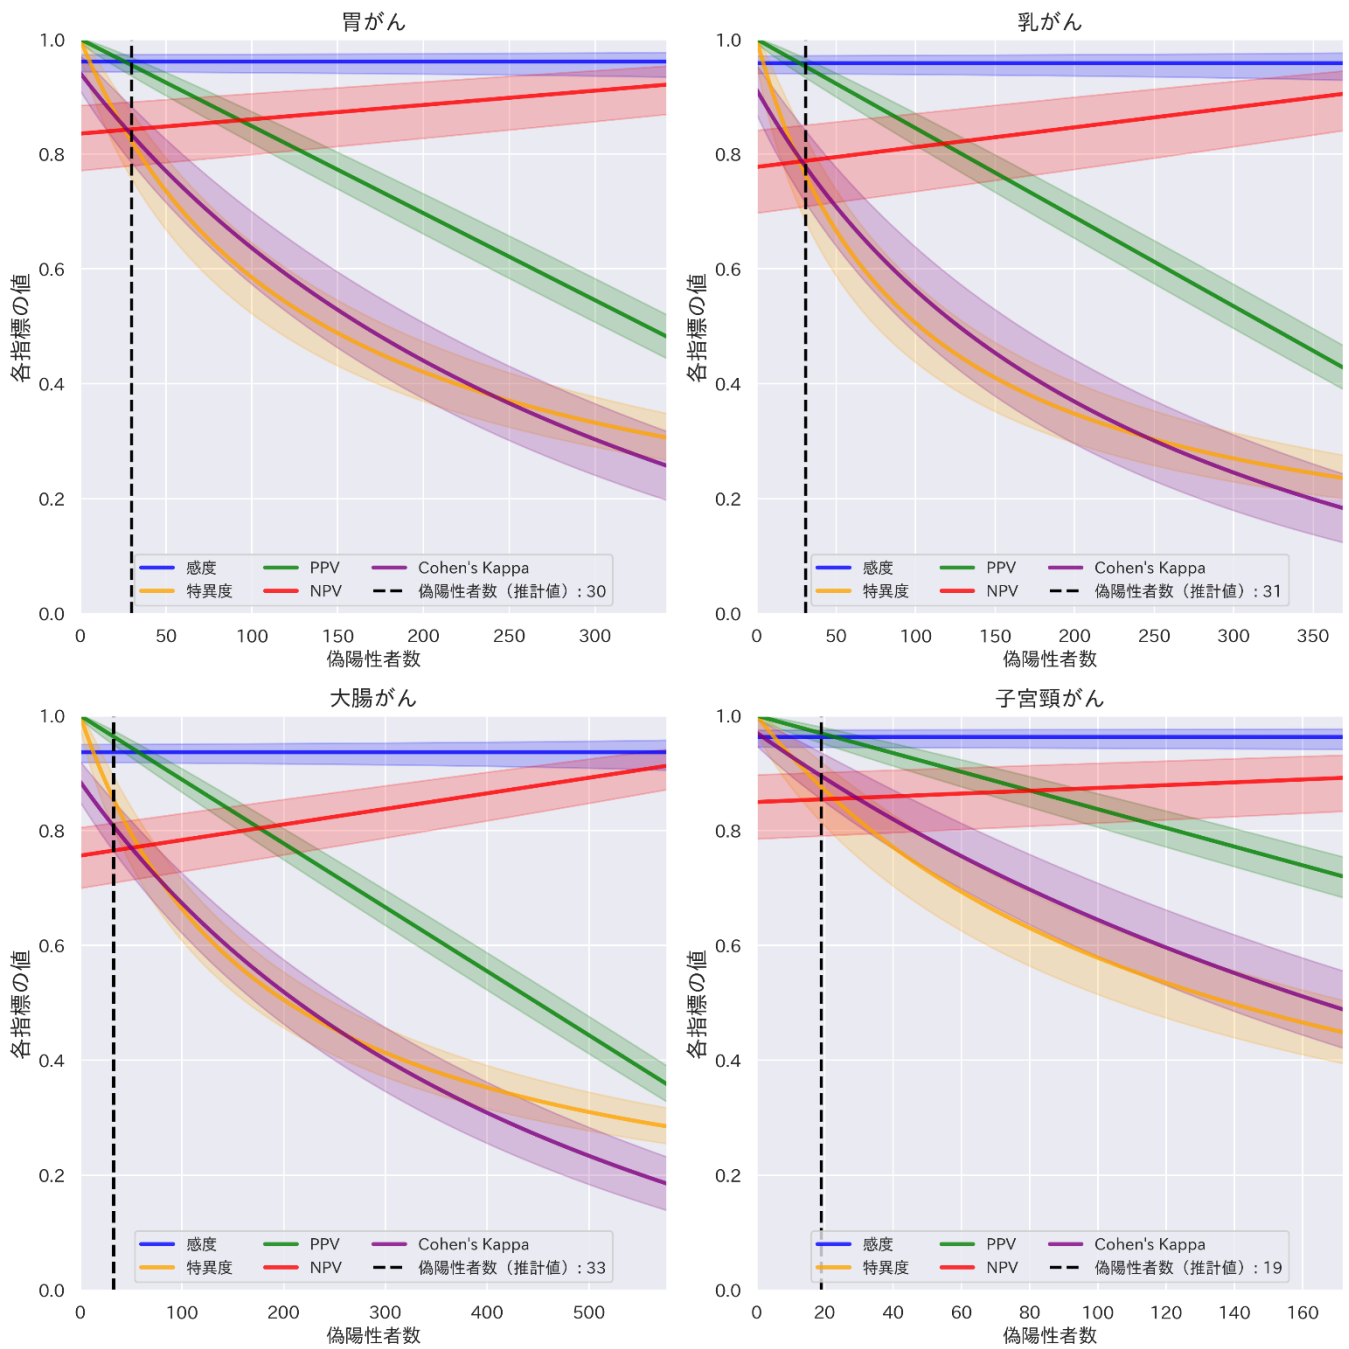 胃がん
1.0
0.8
0.6
0.4
0.2
0.0
各指標の値
感度 PPV Cohen's Kappa
特異度 NPV 偽陽性者数（推計値）: 30
0 50 100 150 200 250 300
偽陽性者数
乳がん
1.0
0.8
0.6
0.4
0.2
0.0
各指標の値
感度 PPV Cohen's Kappa
特異度 NPV 偽陽性者数（推計値）: 31
0 50 100 150 200 250 300 350
偽陽性者数
大腸がん
1.0
0.8
0.6
0.4
0.2
0.0
各指標の値
感度 PPV Cohen's Kappa
特異度 NPV 偽陽性者数（推計値）: 33
0 100 200 300 400 500
偽陽性者数
子宮頸がん
1.0
0.8
0.6
0.4
0.2
0.0
各指標の値
感度 PPV Cohen's Kappa
特異度 NPV 偽陽性者数（推計値）: 19
0 20 40 60 80 100 120 140 160
偽陽性者数